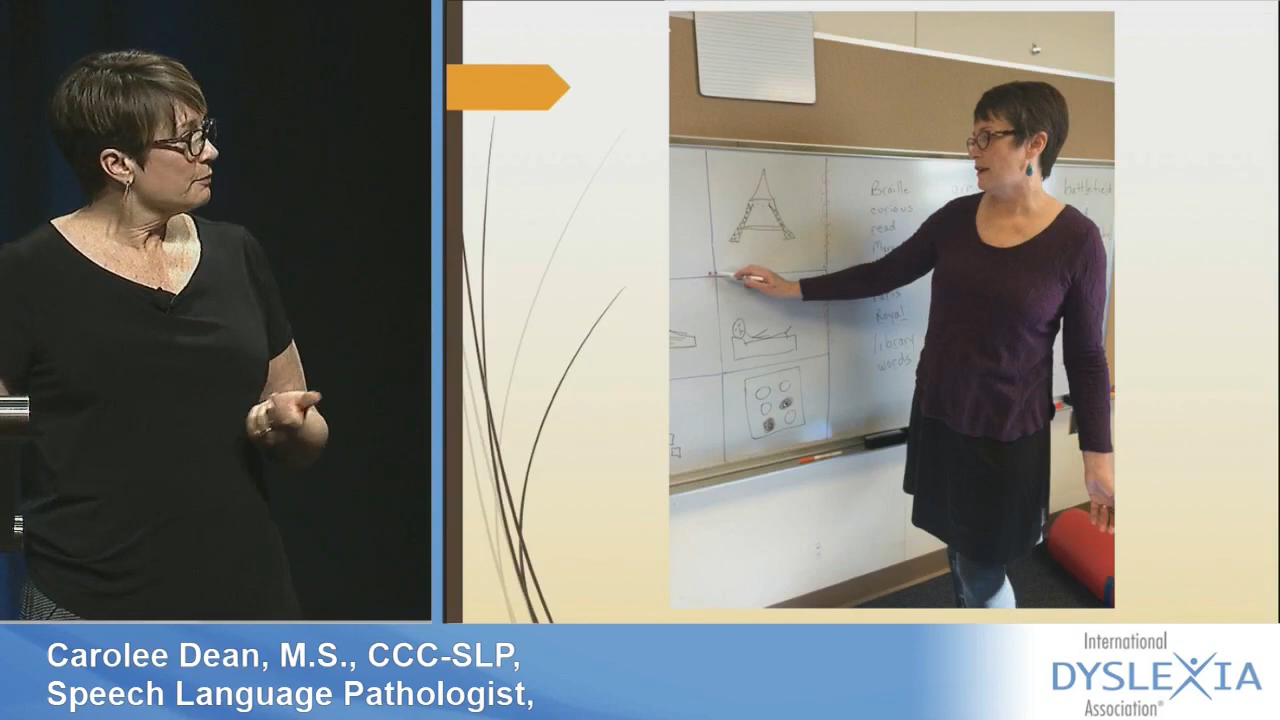 Braille
curious
read
battlefield
Paris
Royal
library
words
Carolee Dean, M.S., CCC-SLP,
Speech Language Pathologist,
International
DYSLEXIA
Association®